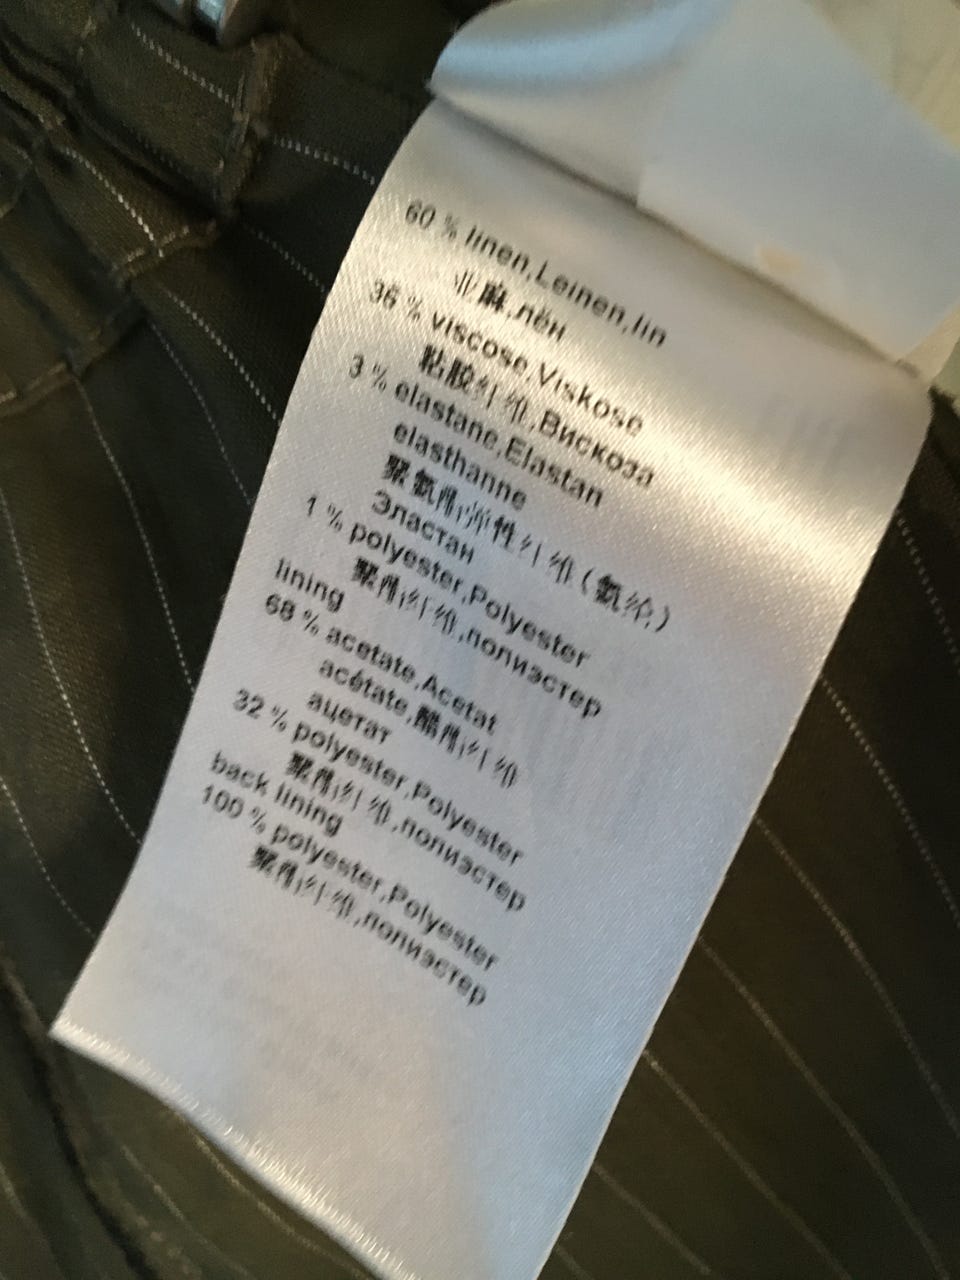 60 % linen,Leinen,lin
亚麻,лён
36 % viscose,Viskose
粘胶纤维,Вискоза
3 % elastane,Elastan
elasthanne
聚氨酯弹性纤维(氨纶)
Эластан
1 % polyester,Polyester
聚酯纤维,полиэстер
lining
68 % acetate,Acetat
acétate,醋酯纤维
ацетат
32 % polyester,Polyester
聚酯纤维,полиэстер
back lining
100 % polyester,Polyester
聚酯纤维,полиэстер